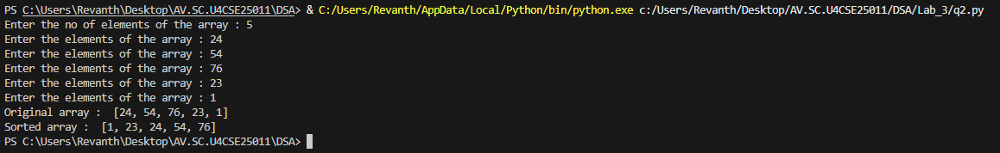 PS C:\Users\Revanth\Desktop\AV.SC.U4CSE25011\DSA> & C:/Users/Revanth/AppData/Local/Python/bin/python.exe c:/Users/Revanth/Desktop/AV.SC.U4CSE25011/DSA/Lab_3/q2.py
Enter the no of elements of the array : 5
Enter the elements of the array : 24
Enter the elements of the array : 54
Enter the elements of the array : 76
Enter the elements of the array : 23
Enter the elements of the array : 1
Original array :  [24, 54, 76, 23, 1]
Sorted array :  [1, 23, 24, 54, 76]
PS C:\Users\Revanth\Desktop\AV.SC.U4CSE25011\DSA>